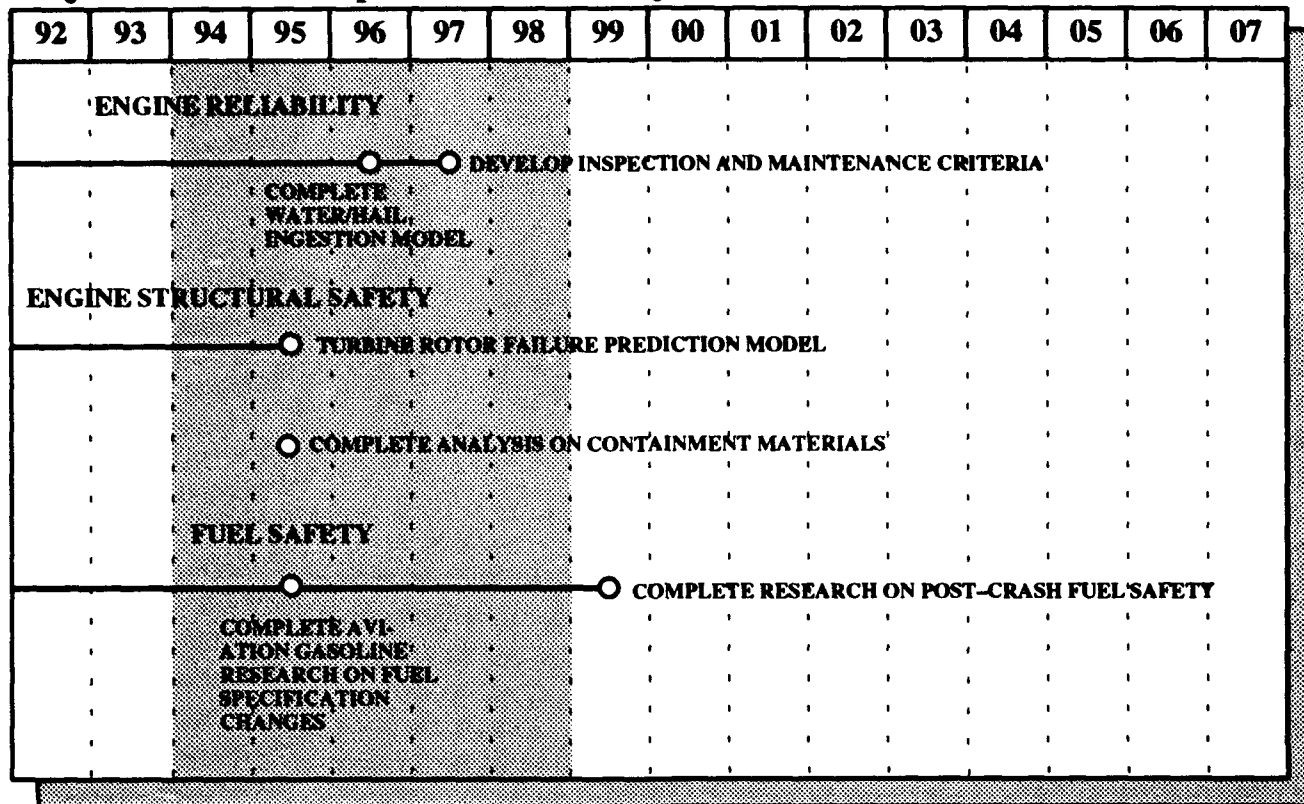 92 93 94 95 96 97 98 99 00 01 02 03 04 05 06 07
ENGINE RELIABILITY
DEVELOP INSPECTION AND MAINTENANCE CRITERIA
COMPLETE
WATER/HAIL
INGESTION MODEL
ENGINE STRUCTURAL SAFETY
TURBINE ROTOR FAILURE PREDICTION MODEL
COMPLETE ANALYSIS ON CONTAINMENT MATERIALS
FUEL SAFETY
COMPLETE RESEARCH ON POST-CRASH FUEL SAFETY
COMPLETE AVI-
ATION GASOLINE
RESEARCH ON FUEL
SPECIFICATION
CHANGES